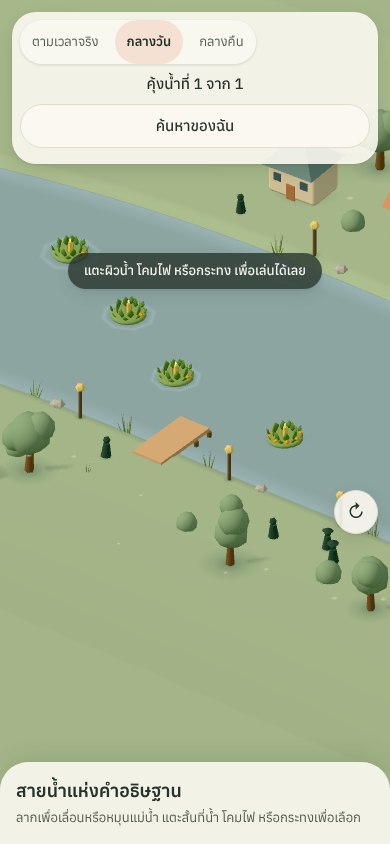 ตามเวลาจริง กลางวัน กลางคืน
คุ้งน้ำที่ 1 จาก 1
ค้นหาของฉัน
แตะผิวน้ำ โคมไฟ หรือกระทง เพื่อเล่นได้เลย
สายน้ำแห่งคำอธิษฐาน
ลากเพื่อเลื่อนหรือหมุนแม่น้ำ แตะสั้นที่น้ำ โคมไฟ หรือกระทงเพื่อเลือก